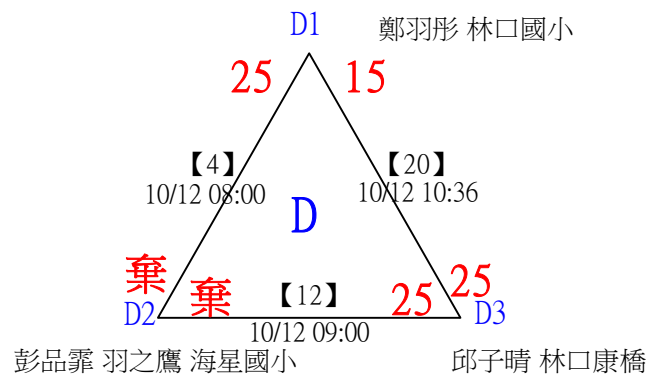 D1
鄭羽彤 林口國小
25 15
【4】 【20】
10/12 08:00 10/12 10:36
D
棄 25
棄 【12】 25
D2 D3
10/12 09:00
彭品霏 羽之鷹 海星國小 邱子晴 林口康橋